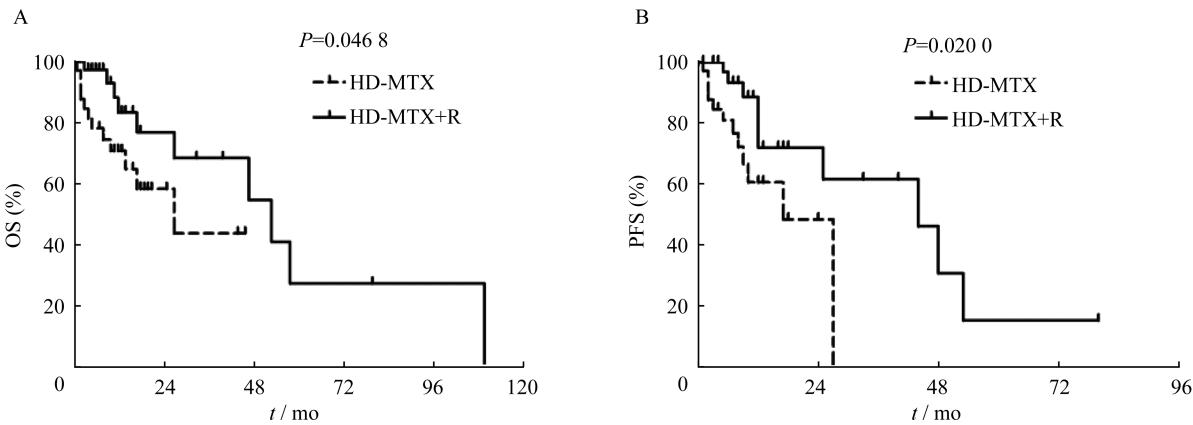 A
P=0.046 8
HD-MTX
HD-MTX+R
OS (%)
100
80
60
40
20
0
24
48
72
96
120
t / mo
B
P=0.020 0
HD-MTX
HD-MTX+R
PFS (%)
100
80
60
40
20
0
24
48
72
96
t / mo